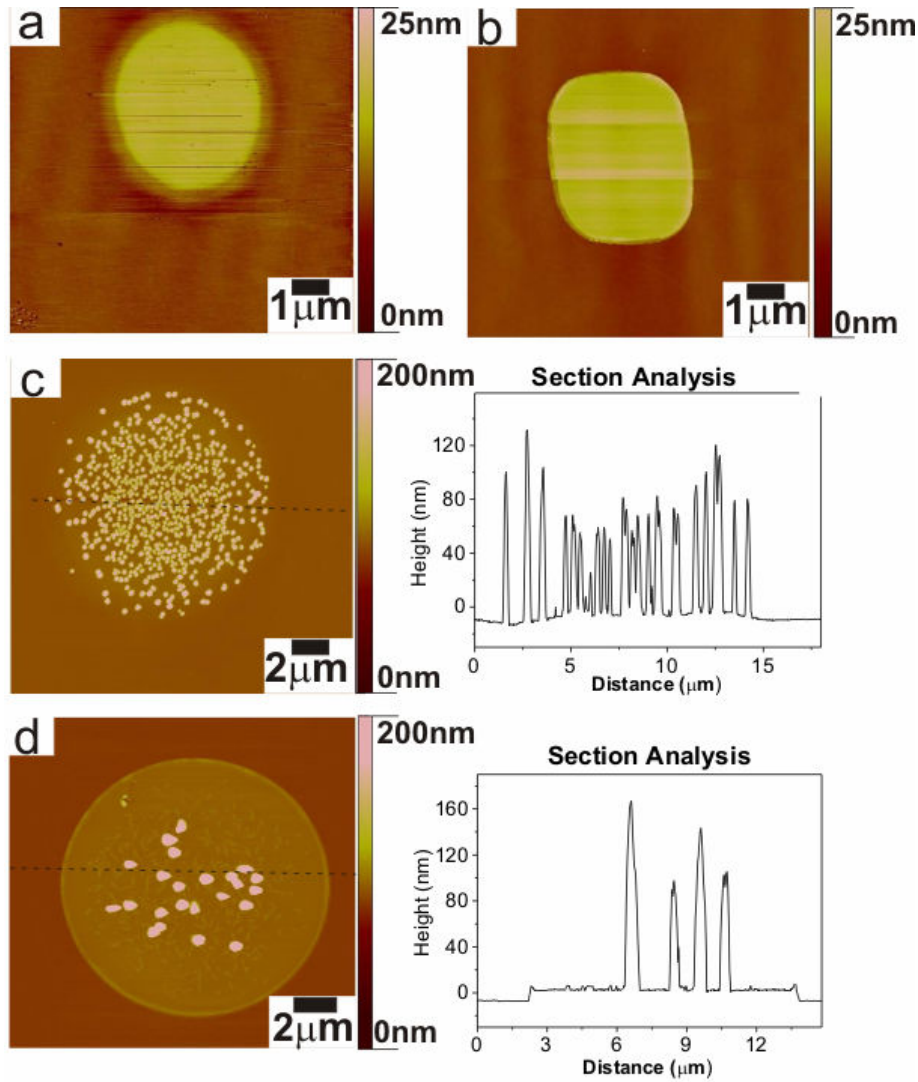 a
25nm
1μm
0nm
b
25nm
1μm
0nm
c
200nm
2μm
0nm
Section Analysis
Height (nm)
120
80
40
0
0
5
10
15
Distance (μm)
d
200nm
2μm
0nm
Section Analysis
Height (nm)
160
120
80
40
0
0
3
6
9
12
Distance (μm)